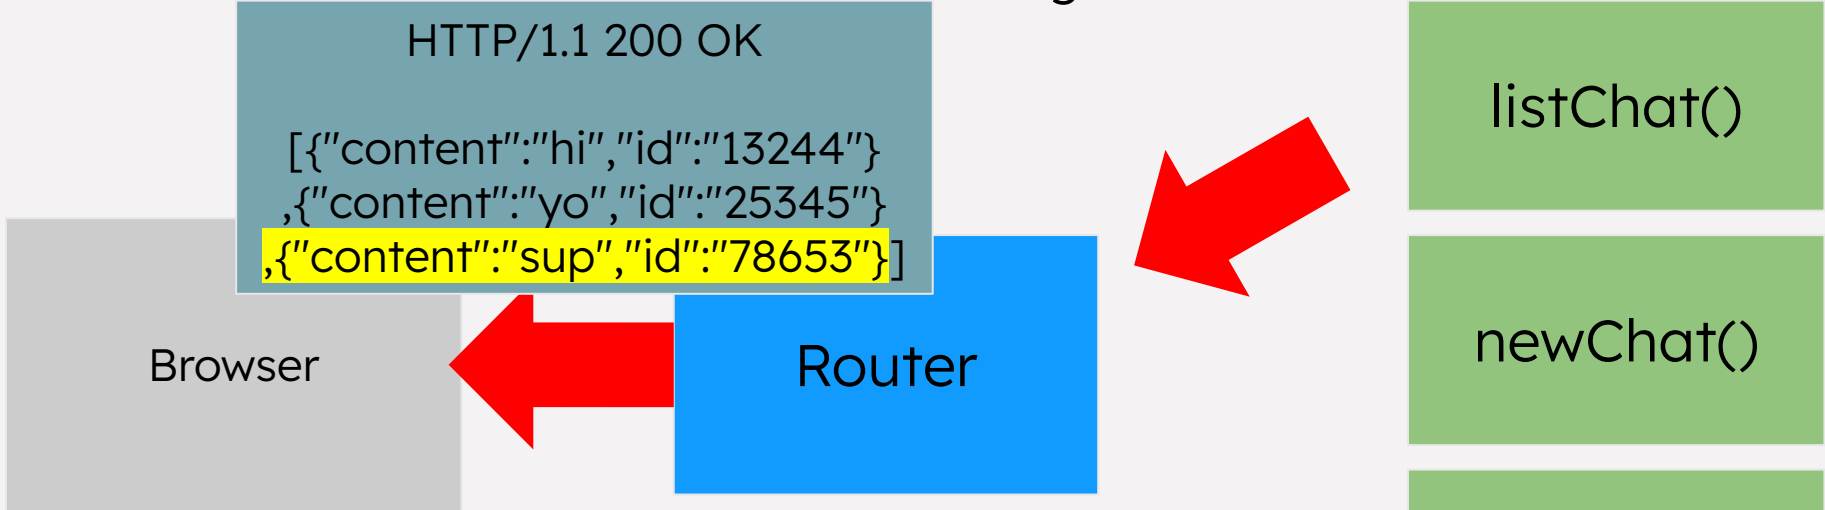 HTTP/1.1 200 OK
[{"content":"hi","id":"13244"}
,{"content":"yo","id":"25345"}
,{"content":"sup","id":"78653"}]
Browser
Router
listChat()
newChat()